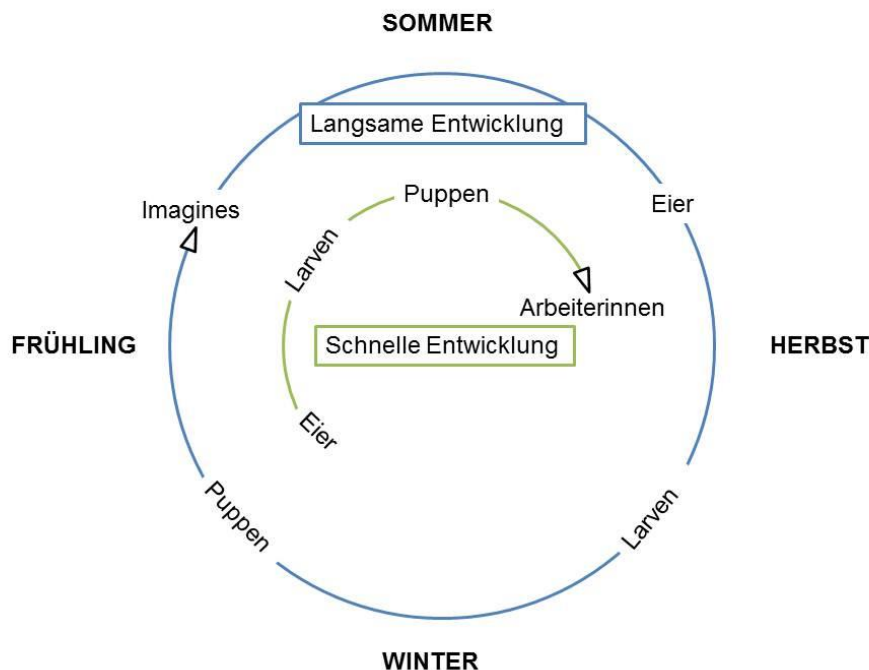 SOMMER
Langsame Entwicklung
Puppen
Eier
Imagines
Larven
Arbeiterinnen
FRÜHLING
Schnelle Entwicklung
HERBST
Eier
Puppen
Larven
WINTER